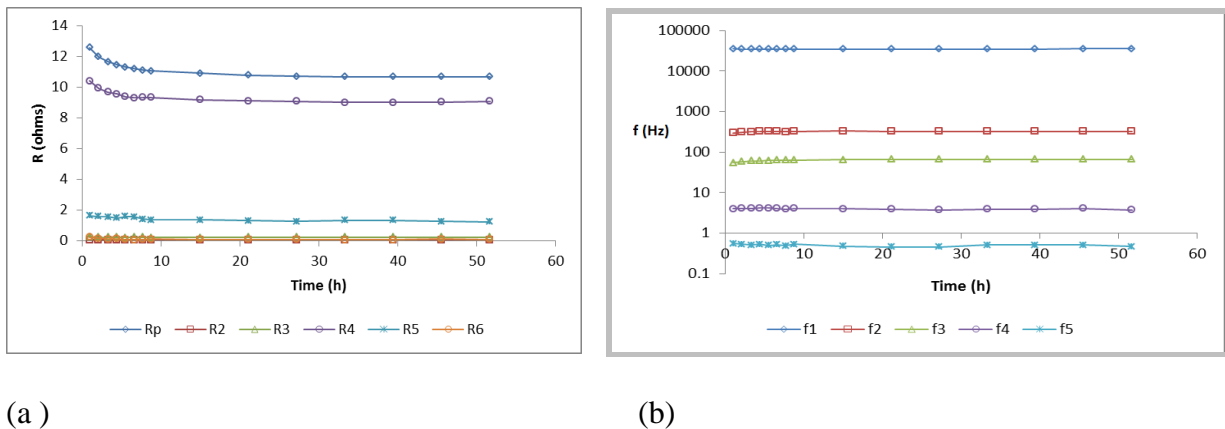 14
12
10
8
6
4
2
0
R (ohms)
0 10 20 30 40 50 60
Time (h)
Rp R2 R3 R4 R5 R6
100000
10000
1000
100
10
1
0.1
f (Hz)
0 10 20 30 40 50 60
Time (h)
f1 f2 f3 f4 f5
(a ) (b)